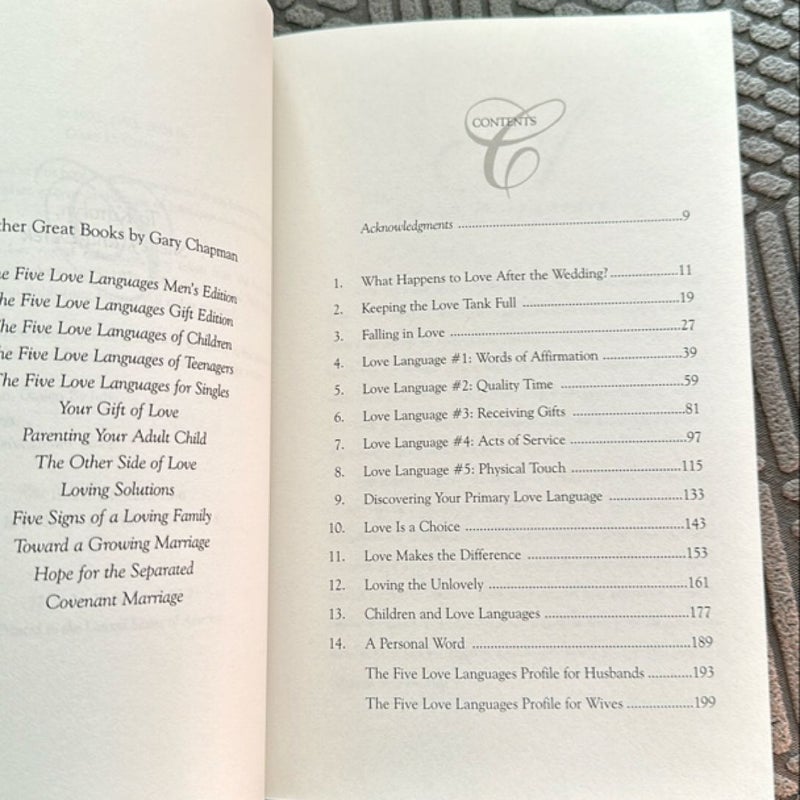 ther Great Books by Gary Chapman
e Five Love Languages Men's Edition
he Five Love Languages Gift Edition
The Five Love Languages of Children
he Five Love Languages of Teenagers
The Five Love Languages for Singles
Your Gift of Love
Parenting Your Adult Child
The Other Side of Love
Loving Solutions
Five Signs of a Loving Family
Toward a Growing Marriage
Hope for the Separated
Covenant Marriage
C
CONTENTS
Acknowledgments ........................9
1. What Happens to Love After the Wedding? ........................11
2. Keeping the Love Tank Full ........................19
3. Falling in Love ........................27
4. Love Language #1: Words of Affirmation ........................39
5. Love Language #2: Quality Time ........................59
6. Love Language #3: Receiving Gifts ........................81
7. Love Language #4: Acts of Service ........................97
8. Love Language #5: Physical Touch ........................115
9. Discovering Your Primary Love Language ........................133
10. Love Is a Choice ........................143
11. Love Makes the Difference ........................153
12. Loving the Unlovely ........................161
13. Children and Love Languages ........................177
14. A Personal Word ........................189
The Five Love Languages Profile for Husbands ............193
The Five Love Languages Profile for Wives ..................199